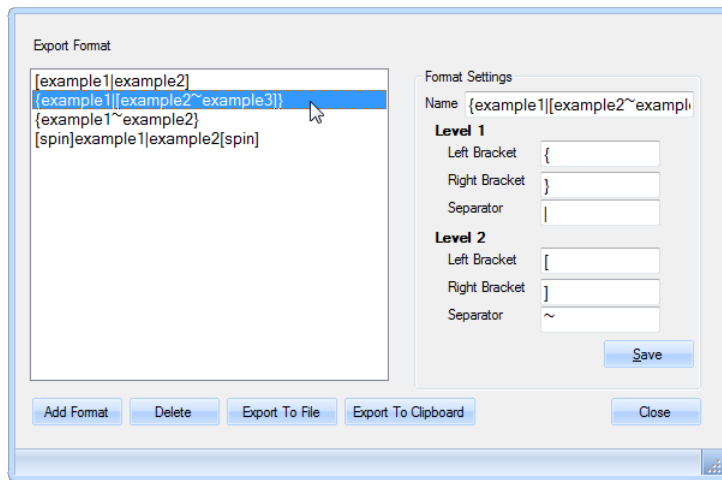 Export Format
[example1|example2]
{example1|[example2~example3]}
{example1~example2}
[spin]example1|example2[spin]
Format Settings
Name {example1|[example2~exampl
Level 1
Left Bracket {
Right Bracket }
Separator |
Level 2
Left Bracket [
Right Bracket ]
Separator ~
Save
Add Format Delete Export To File Export To Clipboard Close